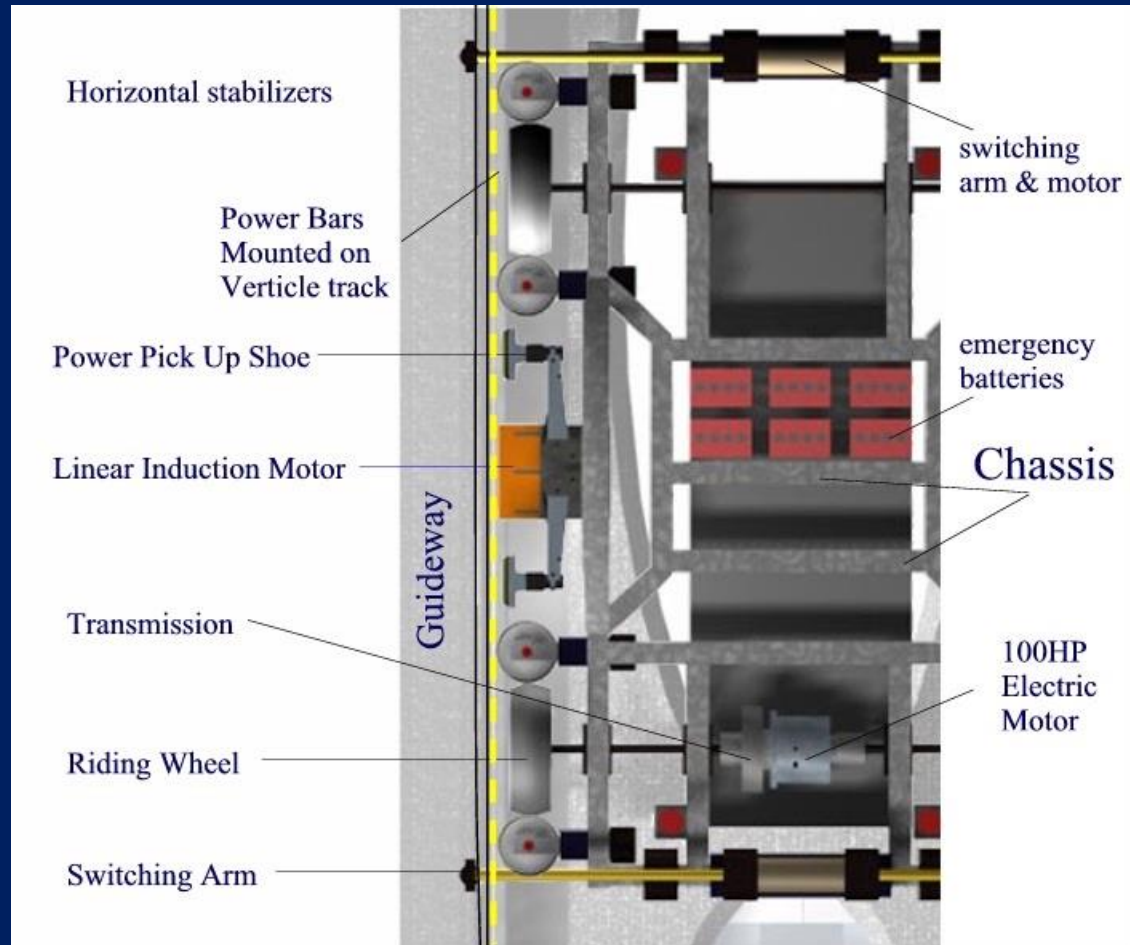 Horizontal stabilizers
Power Bars
Mounted on
Verticle track
Power Pick Up Shoe
Linear Induction Motor
Guideway
Transmission
Riding Wheel
Switching Arm
switching
arm & motor
emergency
batteries
Chassis
100HP
Electric
Motor